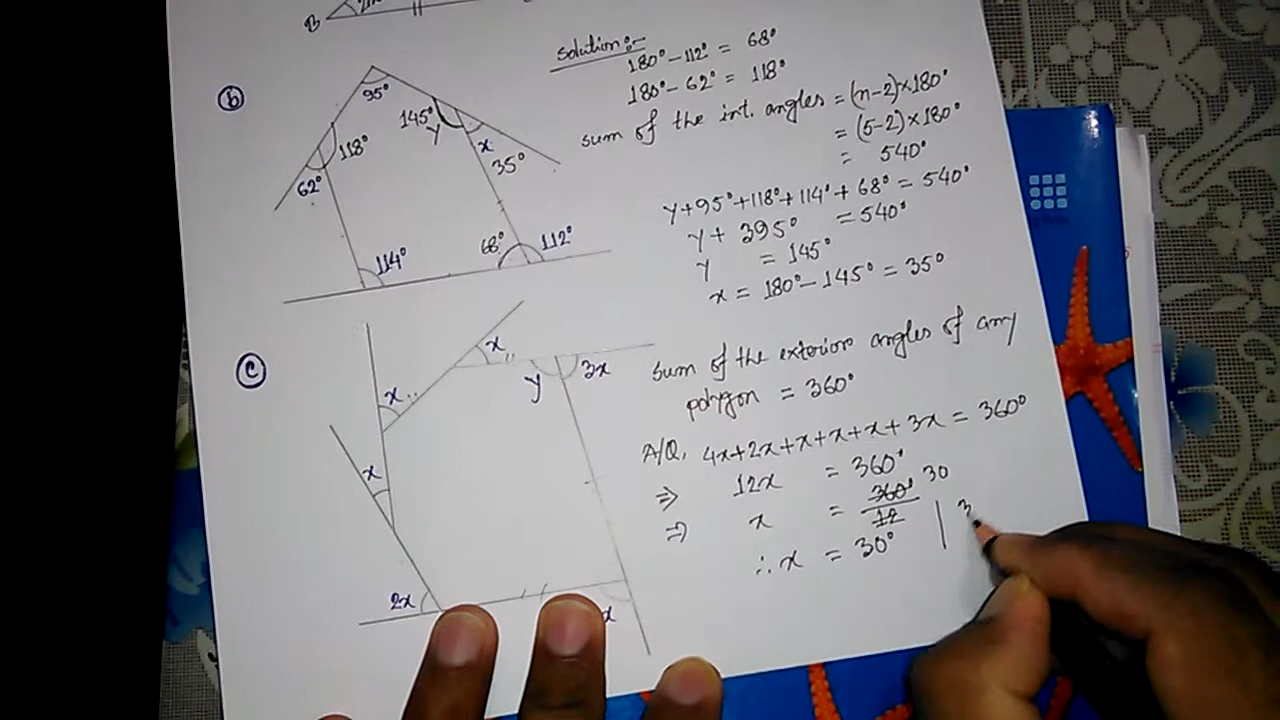 B
solution:-
180° - 112° = 68°
180° - 62° = 118°
sum of the int. angles = (n-2)×180°
= (5-2)×180°
= 540°
y+95°+118°+114°+68° = 540°
y + 395° = 540°
y = 145°
x = 180° - 145° = 35°
b
95°
145°
y
118°
x
35°
62°
68°
112°
114°
c
x
x
y
3x
x
2x
Sum of the exterior angles of any
polygon = 360°
A/Q, 4x+2x+x+x+x+3x = 360°
⇒ 12x = 360°
⇒ x = 360°/12 30
∴ x = 30°
3